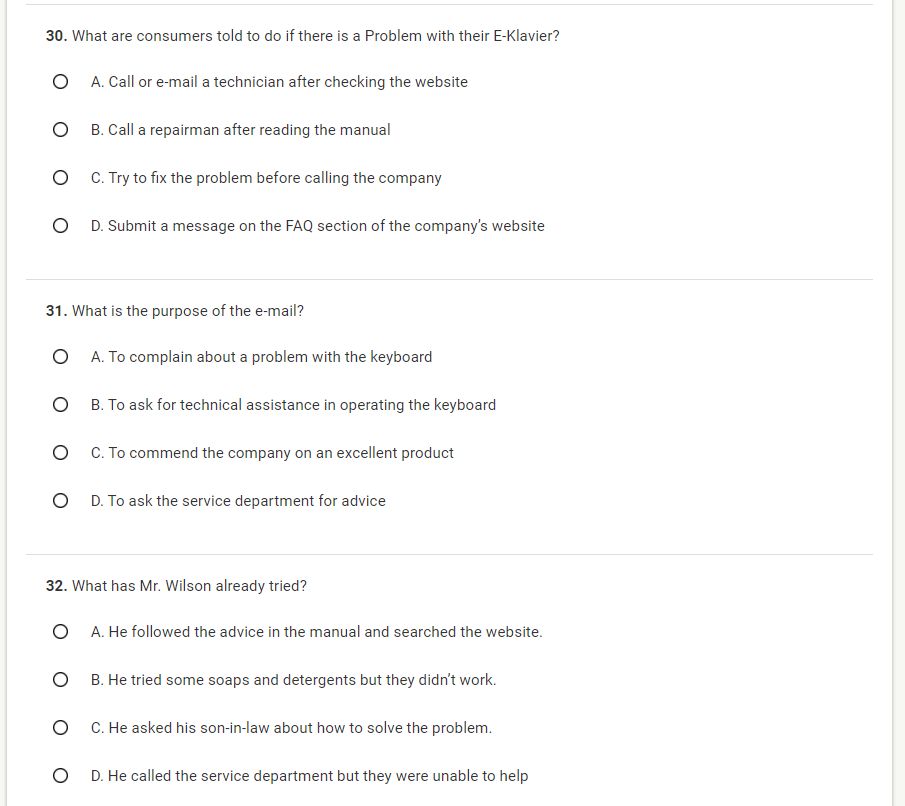 30. What are consumers told to do if there is a Problem with their E-Klavier?
A. Call or e-mail a technician after checking the website
B. Call a repairman after reading the manual
C. Try to fix the problem before calling the company
D. Submit a message on the FAQ section of the company's website
31. What is the purpose of the e-mail?
A. To complain about a problem with the keyboard
B. To ask for technical assistance in operating the keyboard
C. To commend the company on an excellent product
D. To ask the service department for advice
32. What has Mr. Wilson already tried?
A. He followed the advice in the manual and searched the website.
B. He tried some soaps and detergents but they didn't work.
C. He asked his son-in-law about how to solve the problem.
D. He called the service department but they were unable to help